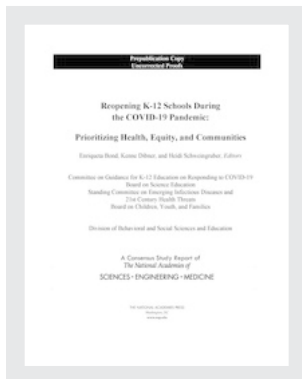 Prepublication Copy
Uncorrected Proofs
Reopening K-12 Schools During
the COVID-19 Pandemic:
Prioritizing Health, Equity, and Communities
Enriqueta Bond, Kenne Dibner, and Heidi Schweingruber, Editors
Committee on Guidance for K-12 Education on Responding to COVID-19
Board on Science Education
Standing Committee on Emerging Infectious Diseases and
21st Century Health Threats
Board on Children, Youth, and Families
Division of Behavioral and Social Sciences and Education
A Consensus Study Report of
The National Academies of
SCIENCES • ENGINEERING • MEDICINE
THE NATIONAL ACADEMIES PRESS
Washington, DC
www.nap.edu